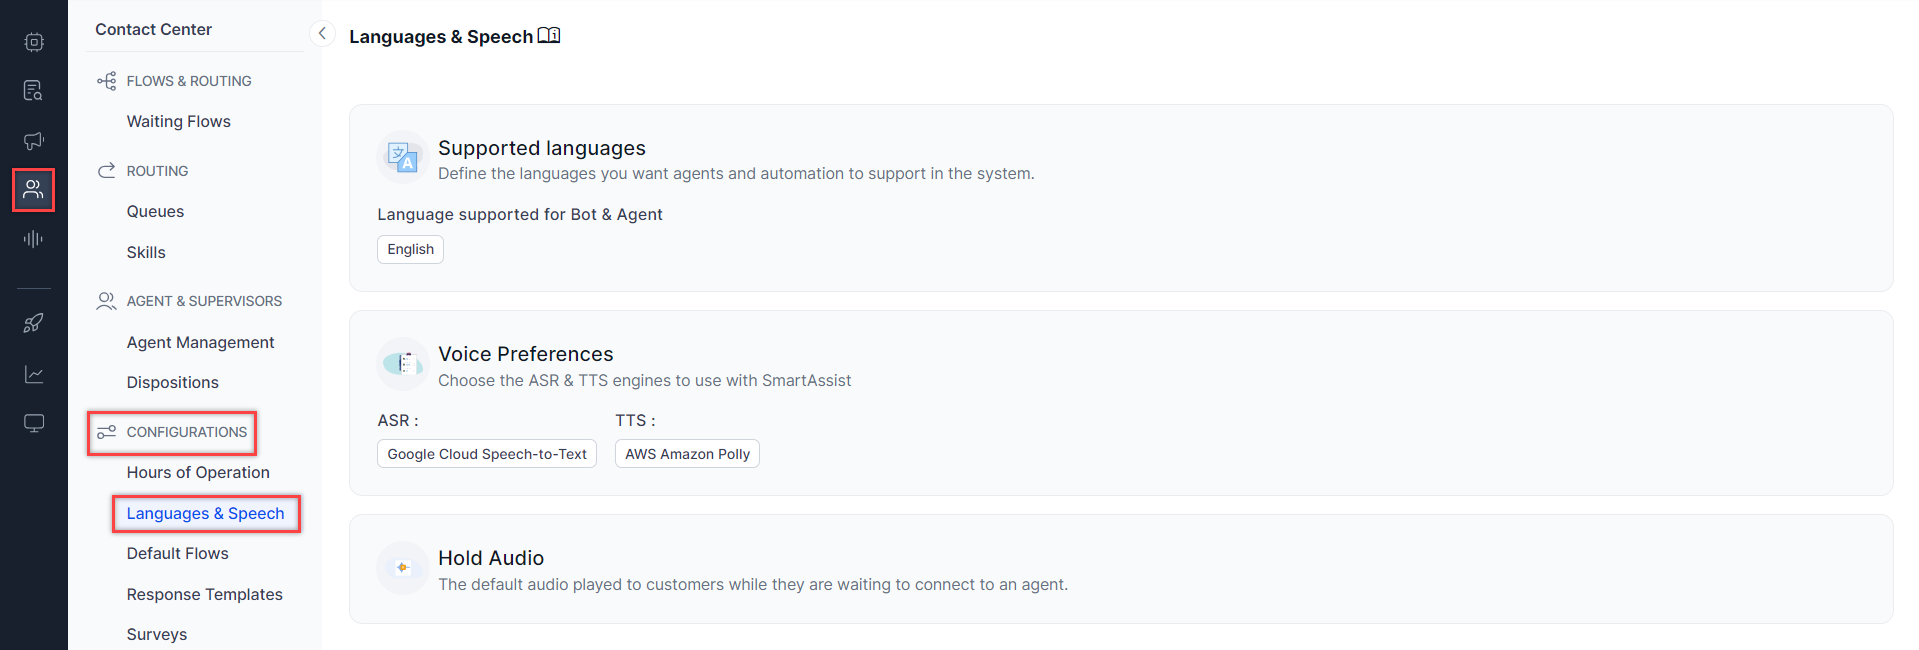 Contact Center
FLOWS & ROUTING
Waiting Flows
ROUTING
Queues
Skills
AGENT & SUPERVISORS
Agent Management
Dispositions
CONFIGURATIONS
Hours of Operation
Languages & Speech
Default Flows
Response Templates
Surveys
Languages & Speech
Supported languages
Define the languages you want agents and automation to support in the system.
Language supported for Bot & Agent
English
Voice Preferences
Choose the ASR & TTS engines to use with SmartAssist
ASR : TTS :
Google Cloud Speech-to-Text AWS Amazon Polly
Hold Audio
The default audio played to customers while they are waiting to connect to an agent.